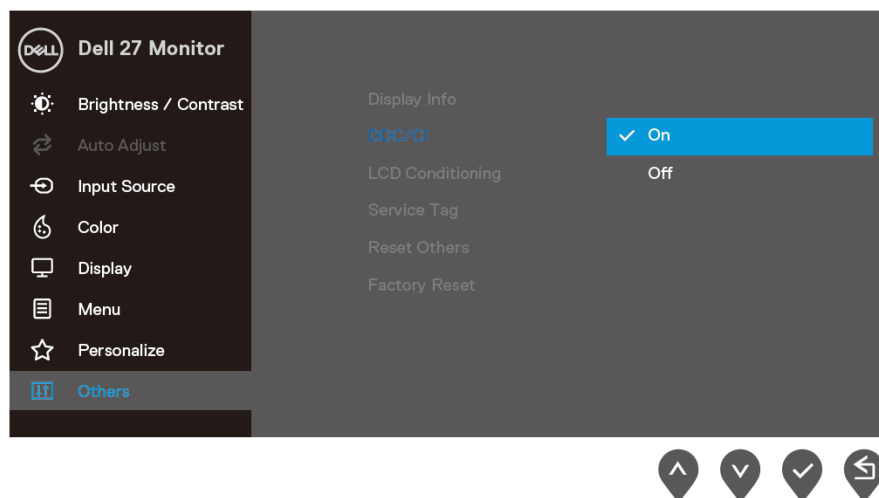 DELL
Dell 27 Monitor
Brightness / Contrast
Auto Adjust
Input Source
Color
Display
Menu
Personalize
Others
Display Info
DDC/CI
LCD Conditioning
Service Tag
Reset Others
Factory Reset
On
Off